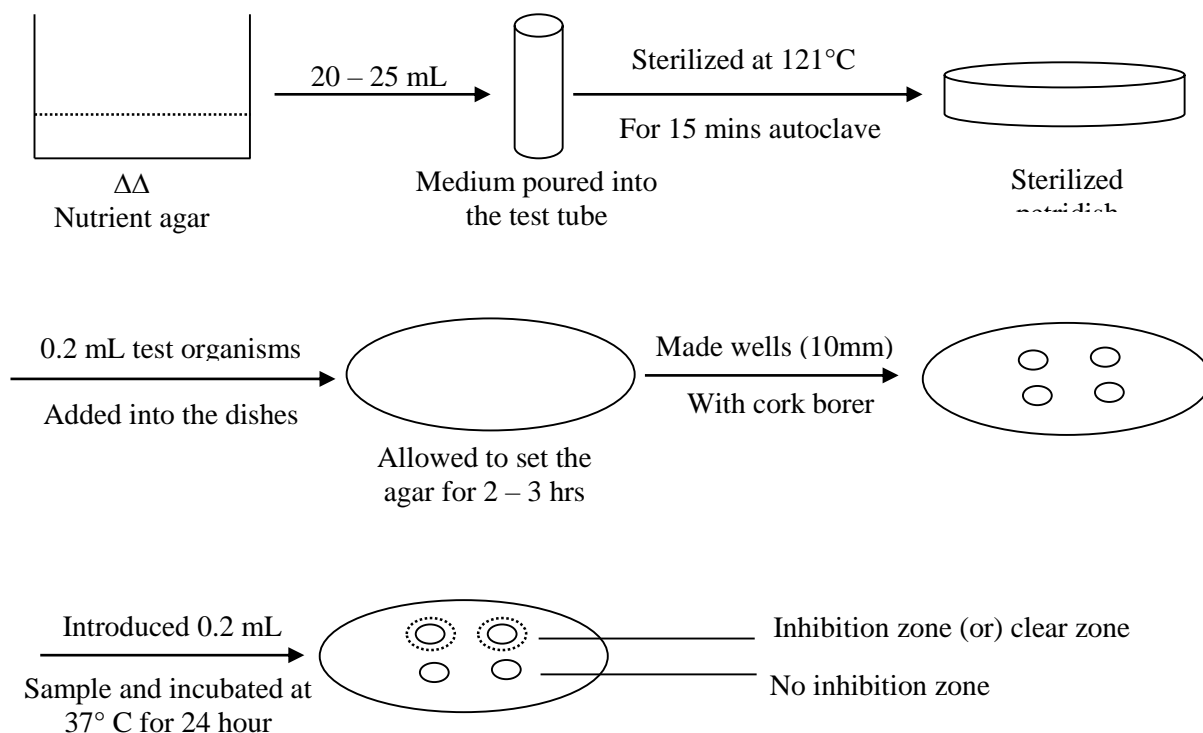 20 – 25 mL
Sterilized at 121°C
For 15 mins autoclave
ΔΔ
Nutrient agar
Medium poured into
the test tube
Sterilized
petridish
0.2 mL test organisms
Added into the dishes
Allowed to set the
agar for 2 – 3 hrs
Made wells (10mm)
With cork borer
Introduced 0.2 mL
Sample and incubated at
37° C for 24 hour
Inhibition zone (or) clear zone
No inhibition zone